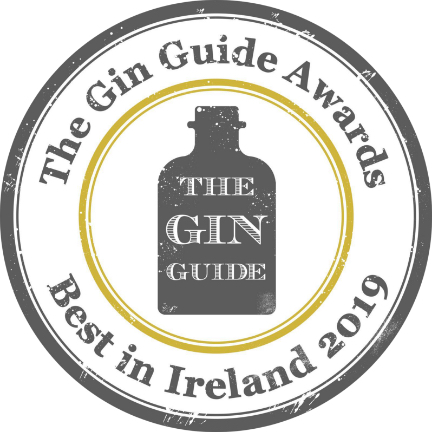 The Gin Guide Awards
THE
GIN
GUIDE
Best in Ireland 2019